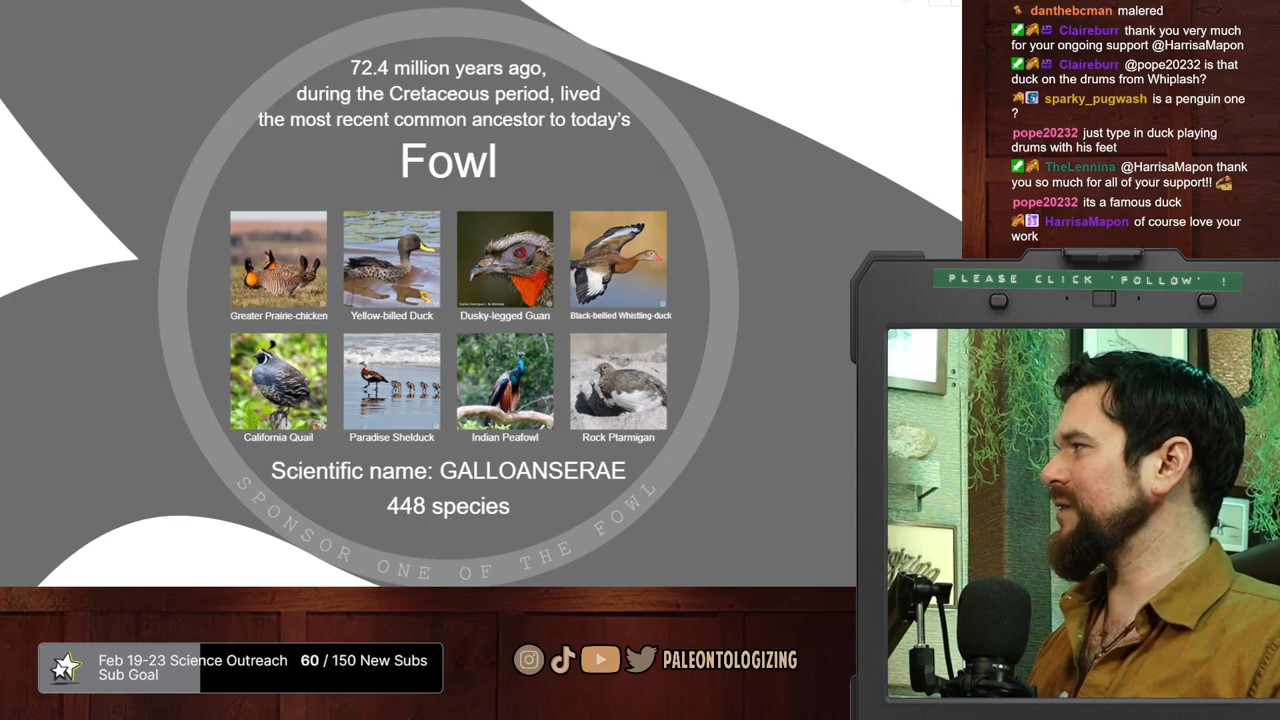 72.4 million years ago,
during the Cretaceous period, lived
the most recent common ancestor to today's
Fowl
Greater Prairie-chicken
Yellow-billed Duck
Dusky-legged Guan
Black-bellied Whistling-duck
California Quail
Paradise Shelduck
Indian Peafowl
Rock Ptarmigan
Scientific name: GALLOANSERAE
448 species
SPONSOR ONE OF THE FOWL
danthebcman malered
Claireburr thank you very much
for your ongoing support @HarrisaMapon
Claireburr @pope20232 is that
duck on the drums from Whiplash?
sparky_pugwash is a penguin one
?
pope20232 just type in duck playing
drums with his feet
TheLennina @HarrisaMapon thank
you so much for all of your support!!
pope20232 its a famous duck
HarrisaMapon of course love your
work
PLEASE CLICK 'FOLLOW' !
Feb 19-23 Science Outreach 60 / 150 New Subs
Sub Goal
PALEONTOLOGIZING